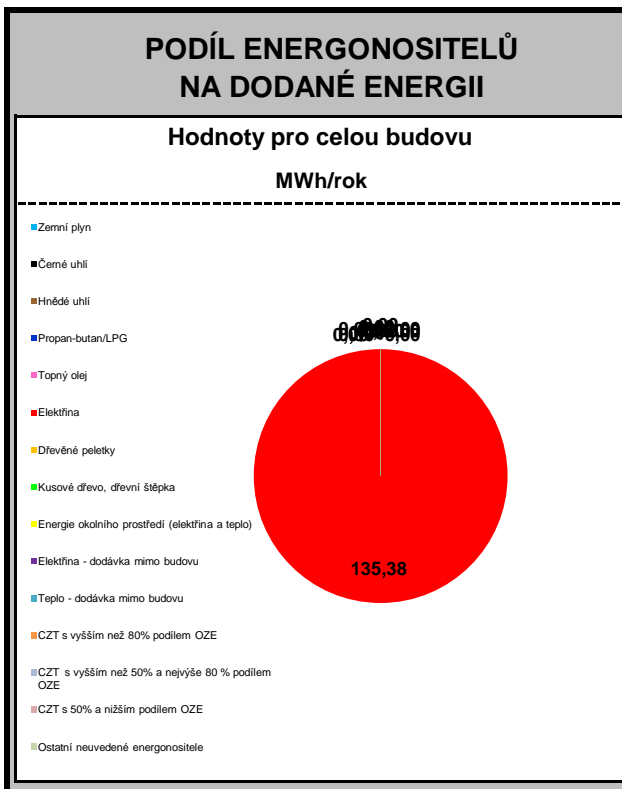 PODÍL ENERGONOSITELŮ
NA DODANÉ ENERGII
Hodnoty pro celou budovu
MWh/rok
Zemní plyn
Černé uhlí
Hnědé uhlí
Propan-butan/LPG
Topný olej
Elektřina
Dřevěné peletky
Kusové dřevo, dřevní štěpka
Energie okolního prostředí (elektřina a teplo)
Elektřina - dodávka mimo budovu
Teplo - dodávka mimo budovu
CZT s vyšším než 80% podílem OZE
CZT s vyšším než 50% a nejvýše 80 % podílem
OZE
CZT s 50% a nižším podílem OZE
Ostatní neuvedené energonositele
135,38